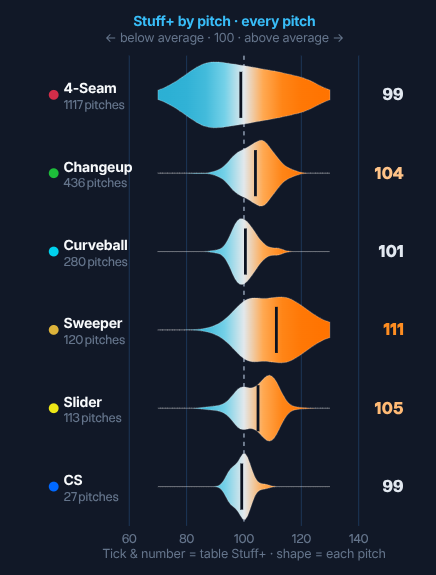 Stuff+ by pitch · every pitch
← below average · 100 · above average →
4-Seam
1117 pitches
99
Changeup
436 pitches
104
Curveball
280 pitches
101
Sweeper
120 pitches
111
Slider
113 pitches
105
CS
27 pitches
99
60 80 100 120 140
Tick & number = table Stuff+ · shape = each pitch